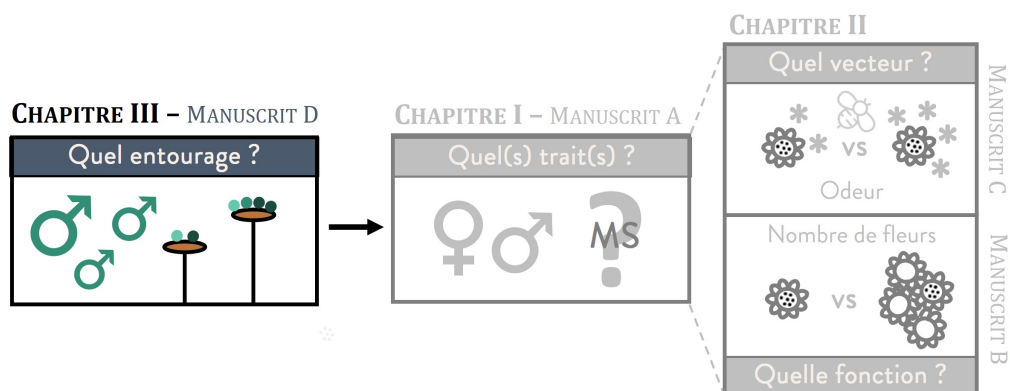 CHAPITRE II
Quel vecteur ?
CHAPITRE III – MANUSCRIT D
CHAPITRE I – MANUSCRIT A
Quel entourage ?
Quel(s) trait(s) ?
vs
Odeur
MANUSCRIT C
MS
?
Nombre de fleurs
vs
MANUSCRIT B
Quelle fonction ?